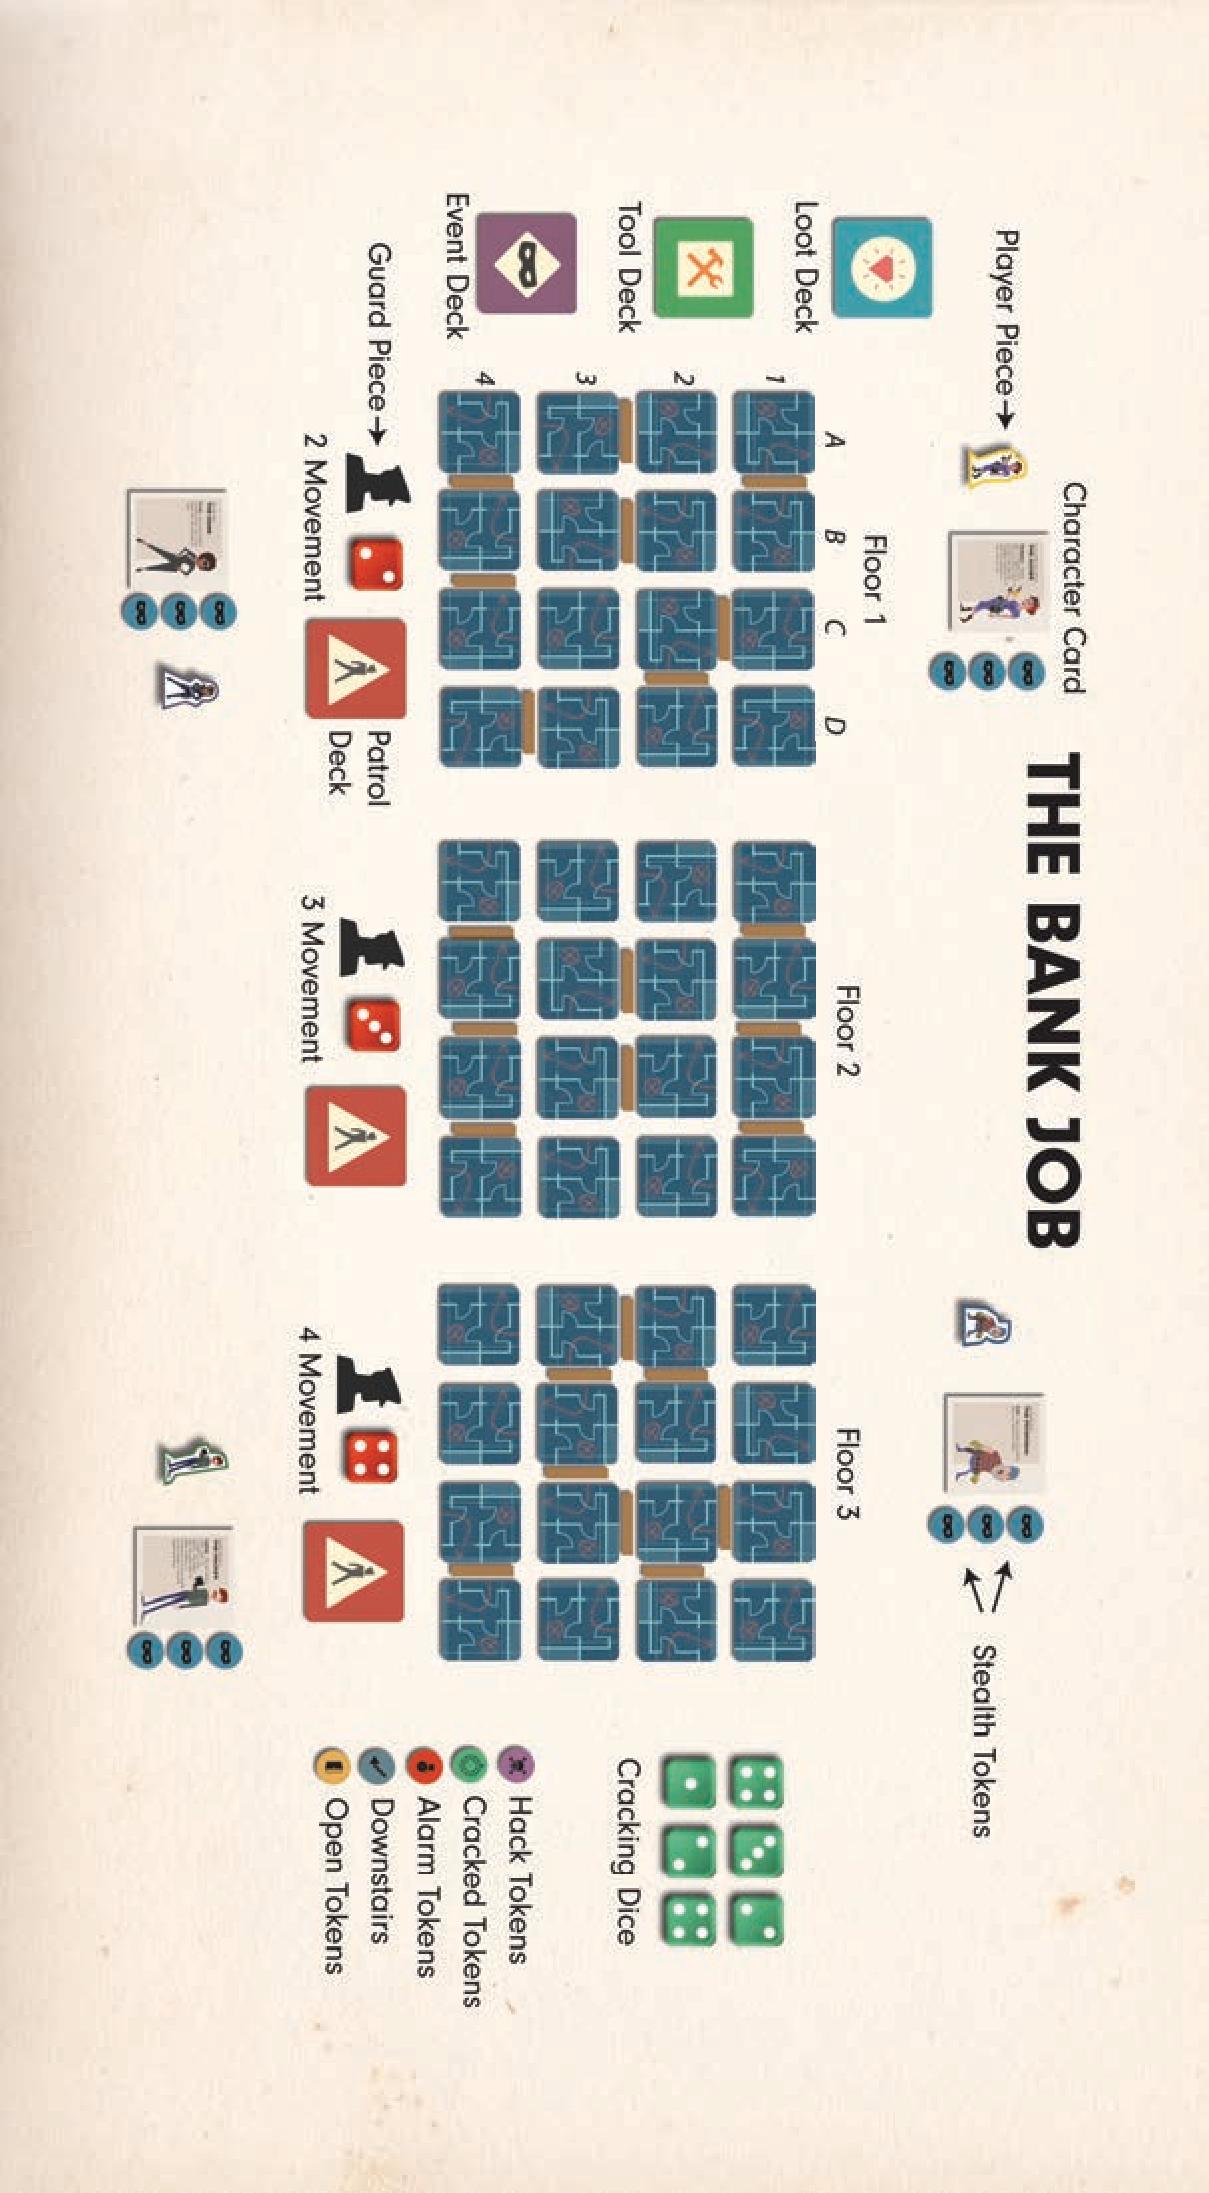 THE BANK JOB
Character Card
Player Piece
Stealth Tokens
Loot Deck
Tool Deck
Event Deck
Floor 1
A B C D
1
2
3
4
Floor 2
Floor 3
Guard Piece
2 Movement
Patrol
Deck
3 Movement
4 Movement
Cracking Dice
Hack Tokens
Cracked Tokens
Alarm Tokens
Downstairs
Open Tokens